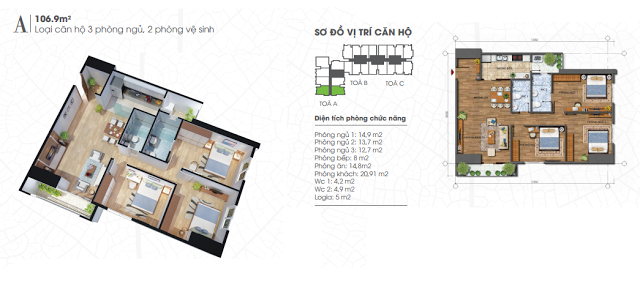 A
106.9m²
Loại căn hộ 3 phòng ngủ, 2 phòng vệ sinh
SƠ ĐỒ VỊ TRÍ CĂN HỘ
TOÀ B
TOÀ C
TOÀ A
Diện tích phòng chức năng
Phòng ngủ 1: 14,9 m2
Phòng ngủ 2: 13,7 m2
Phòng ngủ 3: 12,7 m2
Phòng bếp: 8 m2
Phòng ăn: 14,8m2
Phòng khách: 20,91 m2
Wc 1: 4,2 m2
Wc 2: 4,9 m2
Logia: 5 m2